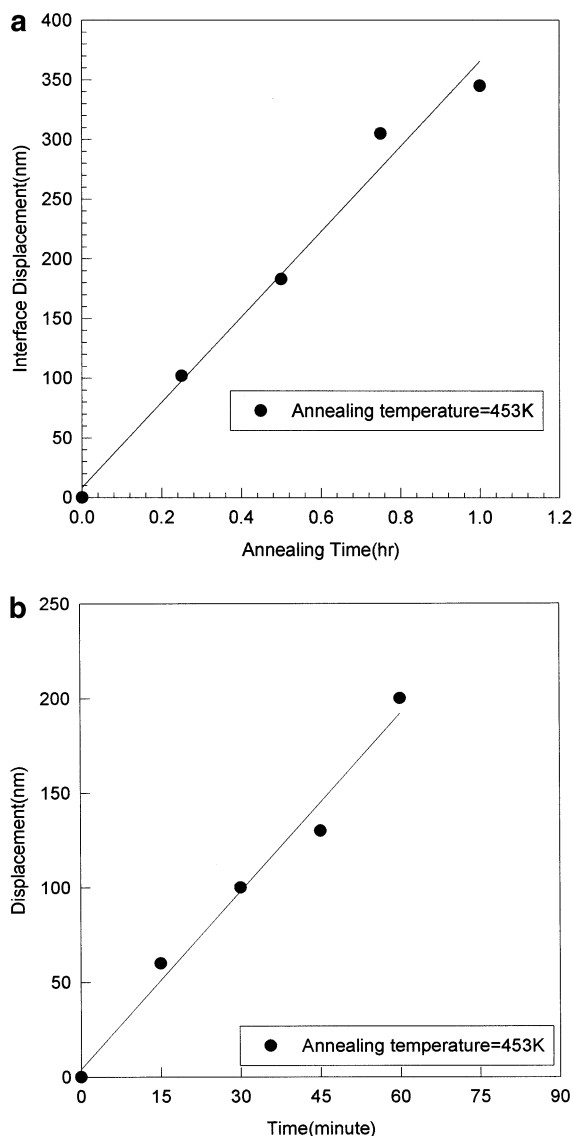 a
400
350
300
250
200
150
100
50
0
Interface Displacement(nm)
Annealing temperature=453K
0.0 0.2 0.4 0.6 0.8 1.0 1.2
Annealing Time(hr)
b
250
200
150
100
50
0
Displacement(nm)
Annealing temperature=453K
0 15 30 45 60 75 90
Time(minute)